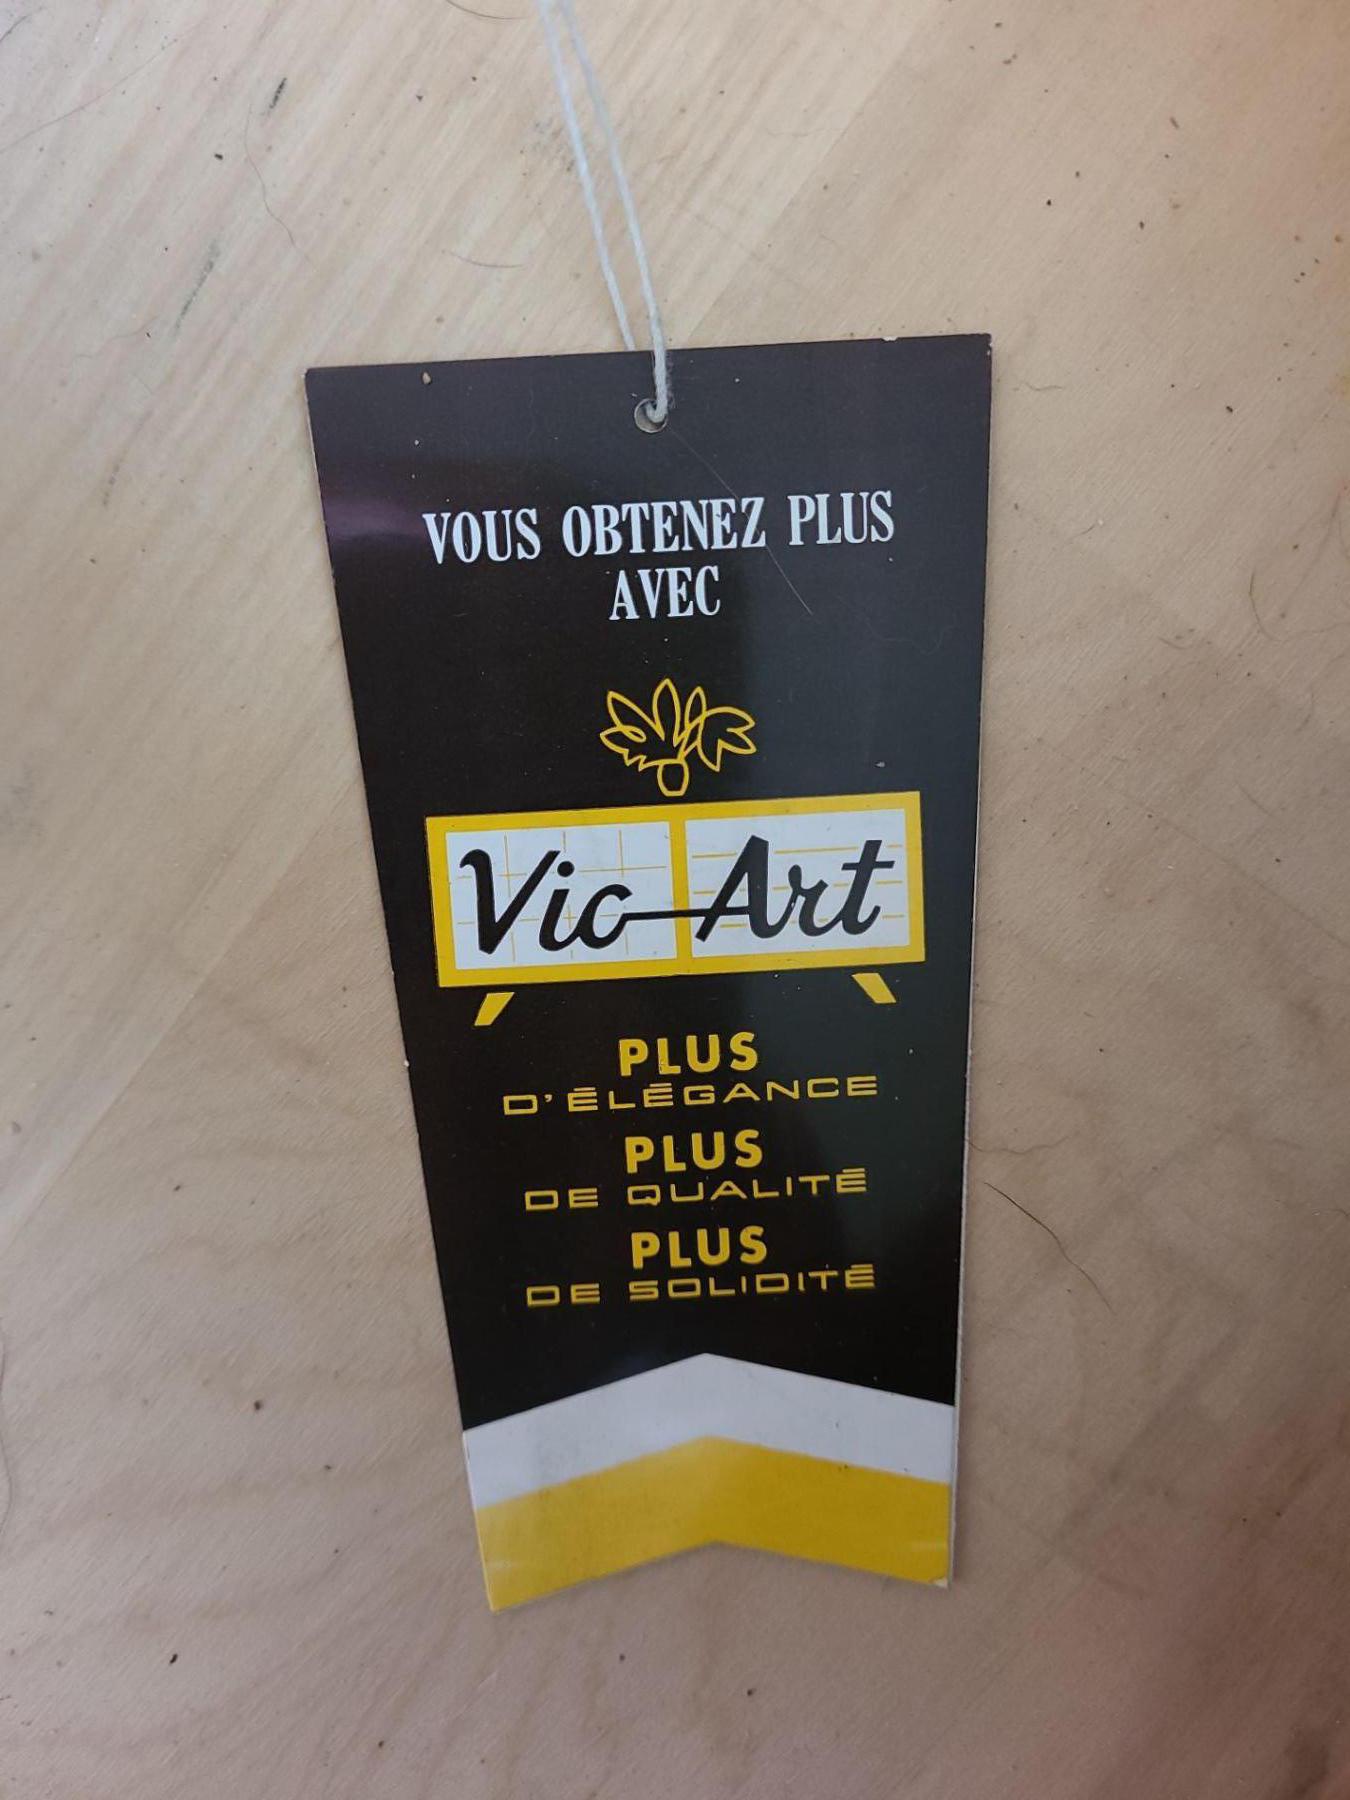 VOUS OBTENEZ PLUS
AVEC
Vic-Art
PLUS
D'ÉLÉGANCE
PLUS
DE QUALITÉ
PLUS
DE SOLIDITÉ